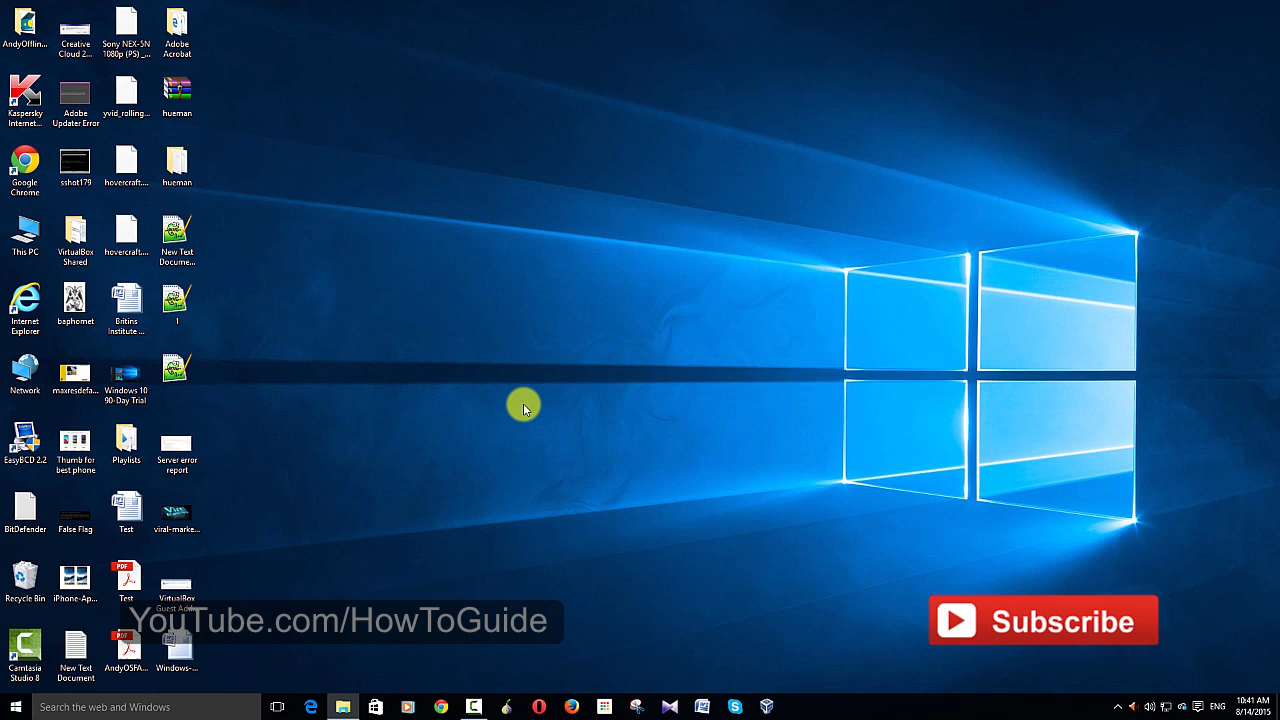 AndyOfflin...
Creative
Cloud 2...
Sony NEX-5N
1080p (PS) _...
Adobe
Acrobat
Kaspersky
Internet...
Adobe
Updater Error
yvid_rolling...
hueman
Google
Chrome
sshot179
hovercraft....
hueman
This PC
VirtualBox
Shared
hovercraft....
New Text
Docume...
Internet
Explorer
baphomet
Britins
Institute ...
1
Network
maxresdefa...
Windows 10
90-Day Trial
EasyBCD 2.2
Thumb for
best phone
Playlists
Server error
report
BitDefender
False Flag
Test
viral-marke...
Recycle Bin
iPhone-Ap...
PDF
Test
VirtualBox
Guest Addi...
YouTube.com/HowToGuide
Subscribe
Camtasia
Studio 8
New Text
Document
PDF
AndyOSFA...
Windows-...
Search the web and Windows
ENG
10:41 AM
8/14/2015